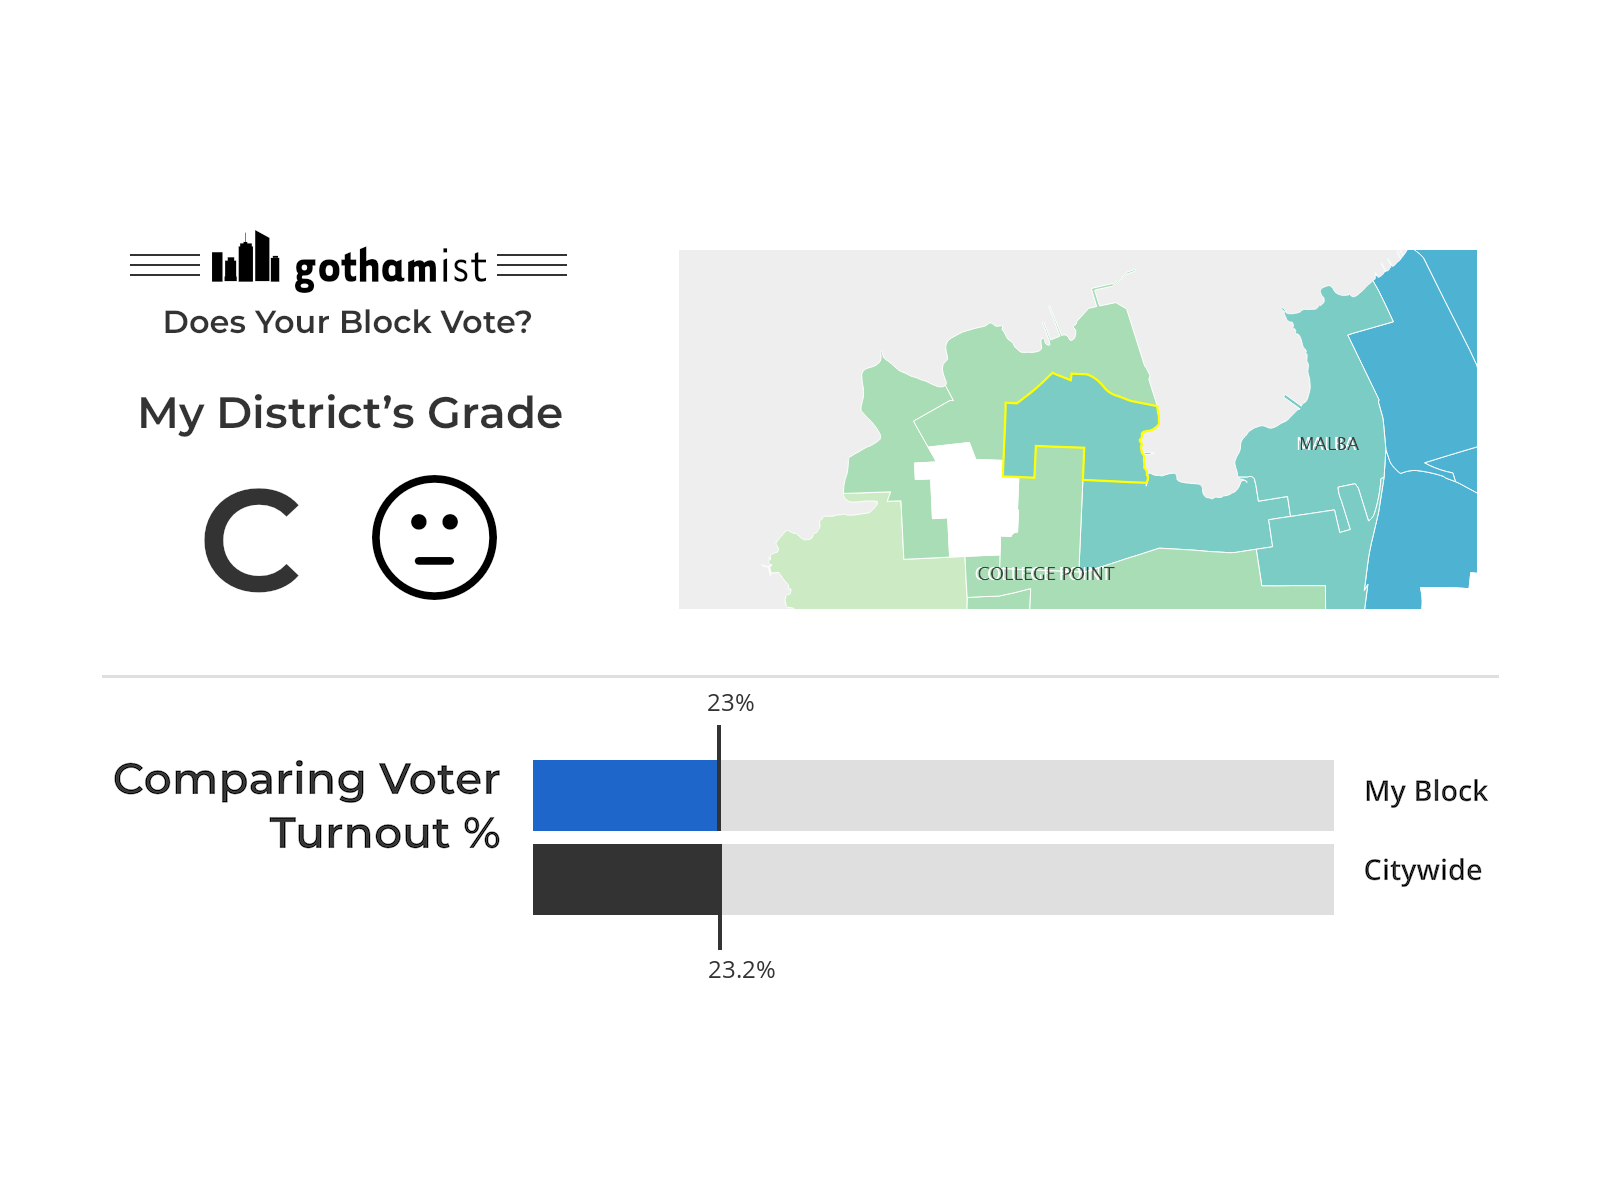 gothamist
Does Your Block Vote?
My District’s Grade
C
MALBA
COLLEGE POINT
23%
Comparing Voter
Turnout %
My Block
Citywide
23.2%